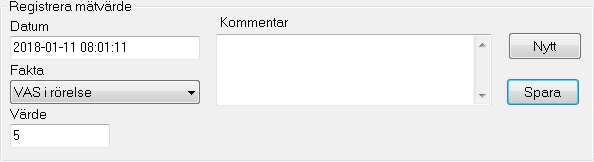 Registrera mätvärde
Datum
2018-01-11 08:01:11
Fakta
VAS i rörelse
Värde
5
Kommentar
Nytt
Spara